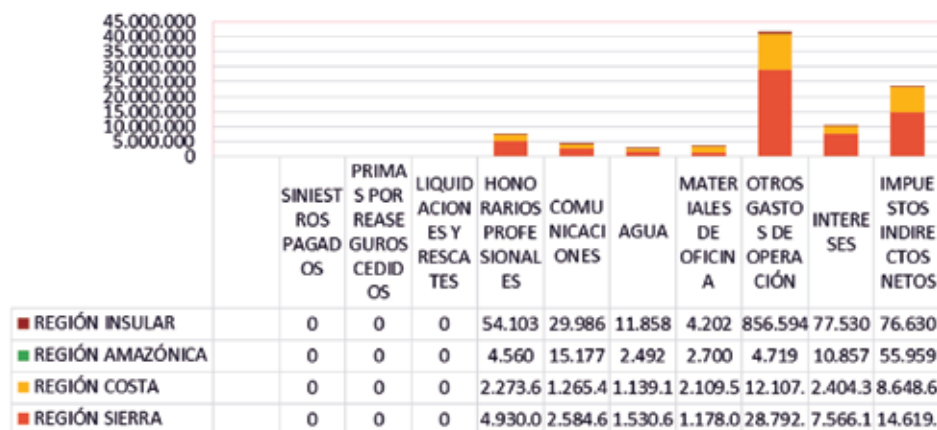 45.000.000
40.000.000
35.000.000
30.000.000
25.000.000
20.000.000
15.000.000
10.000.000
5.000.000
0
SINIEST
ROS
PAGAD
OS
PRIMA
S POR
REASE
GUROS
CEDID
OS
LIQUID
ACION
ES Y
RESCA
TES
HONO
RARIOS
PROFE
SIONAL
ES
COMU
NICACI
ONES
AGUA
MATER
IALES
DE
OFICIN
A
OTROS
GASTO
S DE
OPERA
CIÓN
INTERE
SES
IMPUE
STOS
INDIRE
CTOS
NETOS
REGIÓN INSULAR 0 0 0 54.103 29.986 11.858 4.202 856.594 77.530 76.630
REGIÓN AMAZÓNICA 0 0 0 4.560 15.177 2.492 2.700 4.719 10.857 55.959
REGIÓN COSTA 0 0 0 2.273.6 1.265.4 1.139.1 2.109.5 12.107. 2.404.3 8.648.6
REGIÓN SIERRA 0 0 0 4.930.0 2.584.6 1.530.6 1.178.0 28.792. 7.566.1 14.619.